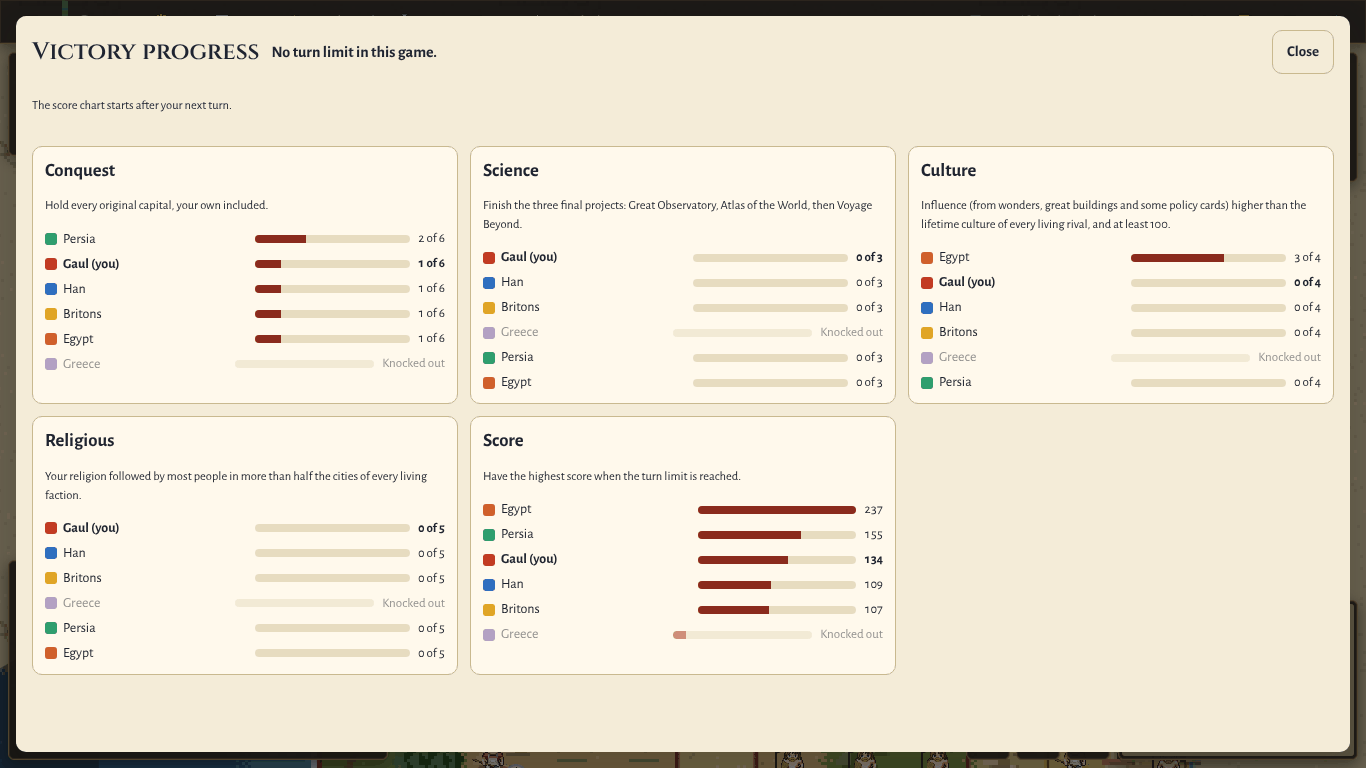 Victory progress No turn limit in this game.
Close
The score chart starts after your next turn.
Conquest
Hold every original capital, your own included.
Persia 2 of 6
Gaul (you) 1 of 6
Han 1 of 6
Britons 1 of 6
Egypt 1 of 6
Greece Knocked out
Science
Finish the three final projects: Great Observatory, Atlas of the World, then Voyage
Beyond.
Gaul (you) 0 of 3
Han 0 of 3
Britons 0 of 3
Greece Knocked out
Persia 0 of 3
Egypt 0 of 3
Culture
Influence (from wonders, great buildings and some policy cards) higher than the
lifetime culture of every living rival, and at least 100.
Egypt 3 of 4
Gaul (you) 0 of 4
Han 0 of 4
Britons 0 of 4
Greece Knocked out
Persia 0 of 4
Religious
Your religion followed by most people in more than half the cities of every living
faction.
Gaul (you) 0 of 5
Han 0 of 5
Britons 0 of 5
Greece Knocked out
Persia 0 of 5
Egypt 0 of 5
Score
Have the highest score when the turn limit is reached.
Egypt 237
Persia 155
Gaul (you) 134
Han 109
Britons 107
Greece Knocked out